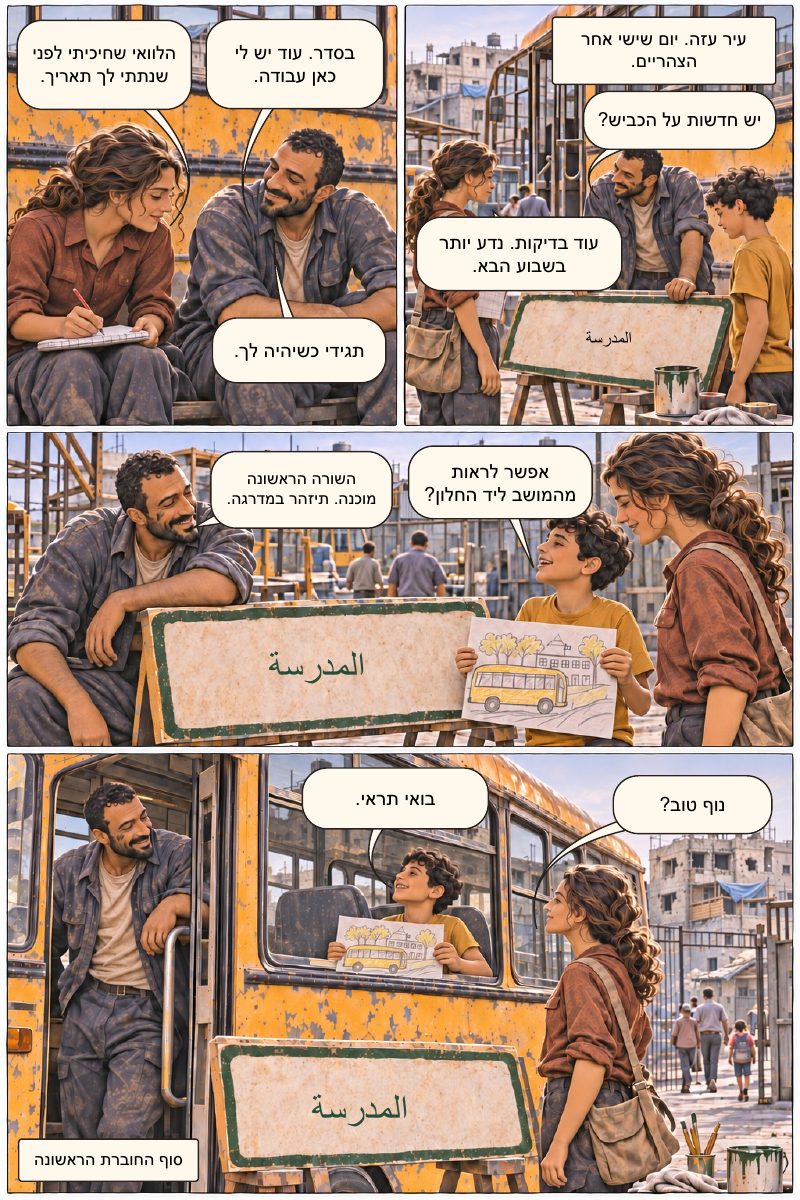 עיר עזה. יום שישי אחר
הצהריים.
יש חדשות על הכביש?
עוד בדיקות. נדע יותר
בשבוע הבא.
المدرسة
בסדר. עוד יש לי
כאן עבודה.
הלוואי שחיכיתי לפני
שנתתי לך תאריך.
תגידי כשיהיה לך.
אפשר לראות
מהמושב ליד החלון?
השורה הראשונה
מוכנה. תיזהר במדרגה.
المدرسة
נוף טוב?
בואי תראי.
المدرسة
סוף החוברת הראשונה